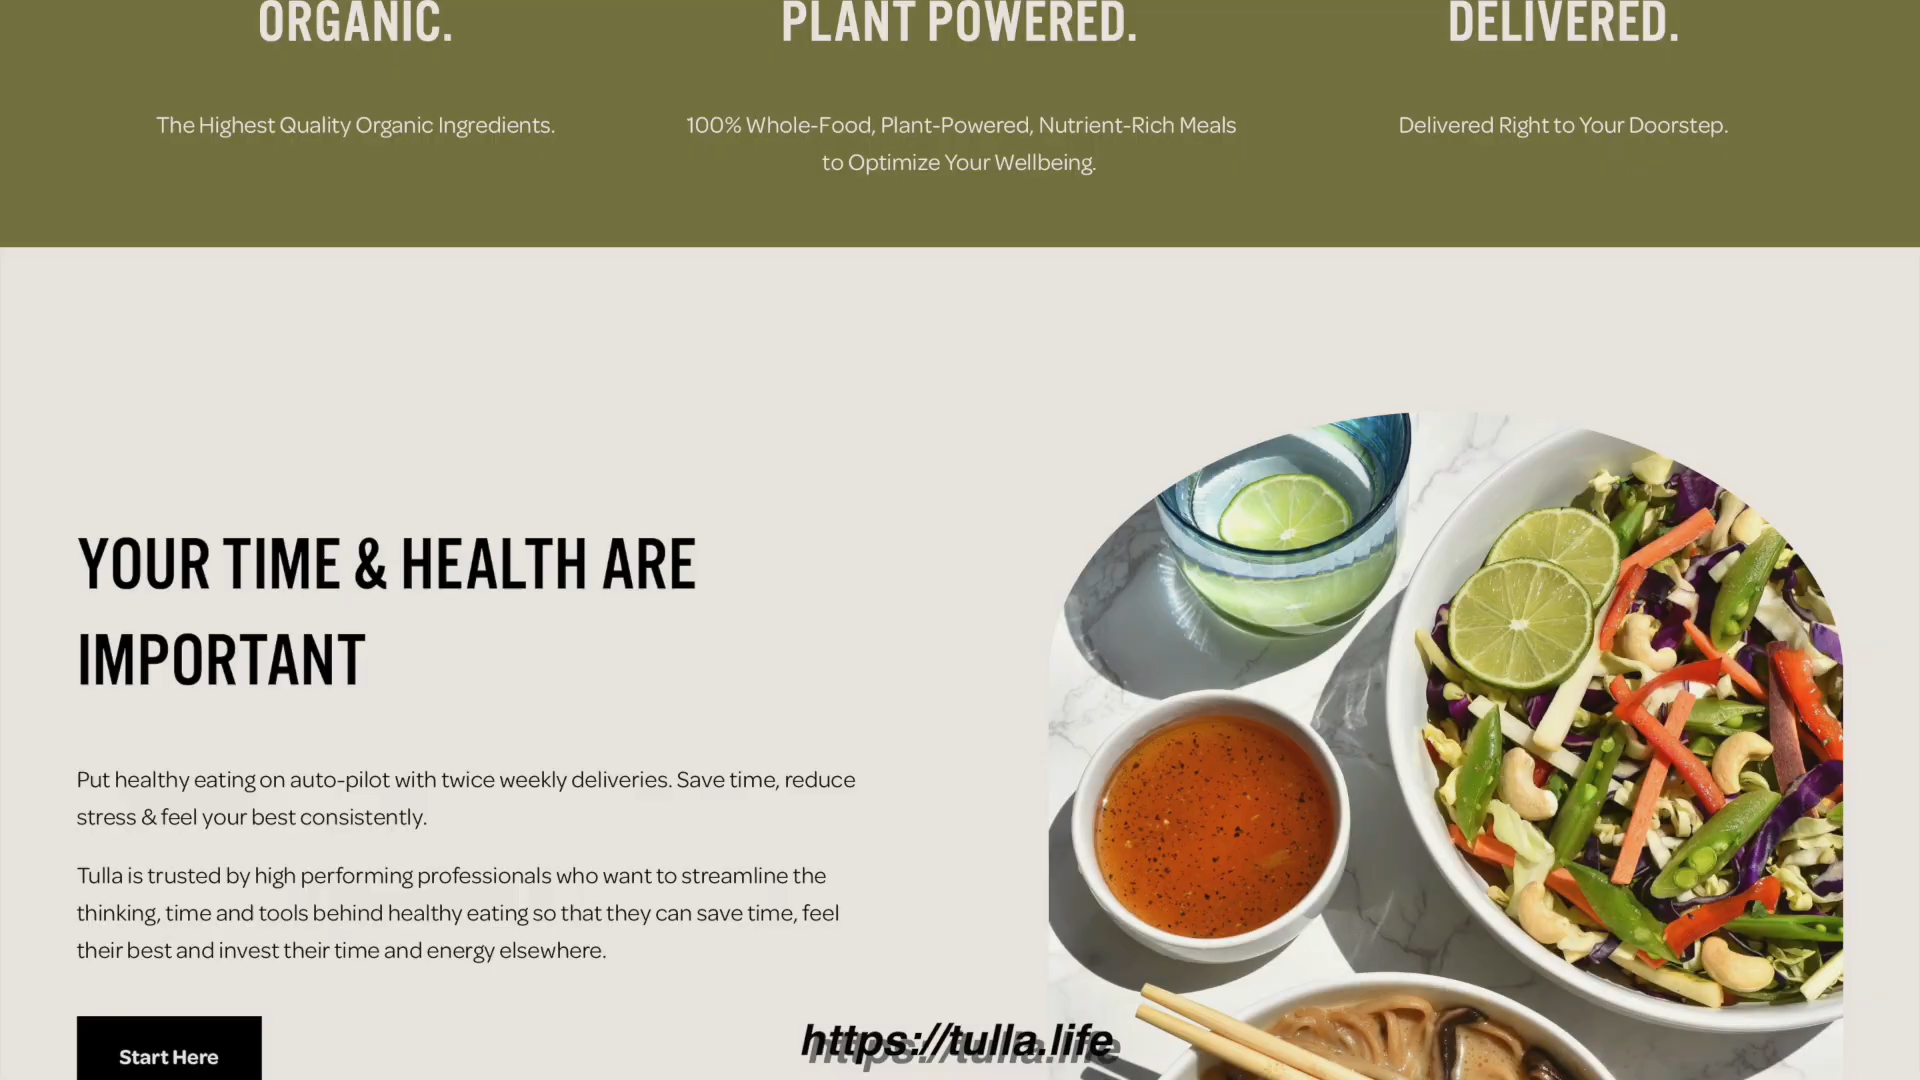 ORGANIC.
PLANT POWERED.
DELIVERED.
The Highest Quality Organic Ingredients.
100% Whole-Food, Plant-Powered, Nutrient-Rich Meals
to Optimize Your Wellbeing.
Delivered Right to Your Doorstep.
YOUR TIME & HEALTH ARE
IMPORTANT
Put healthy eating on auto-pilot with twice weekly deliveries. Save time, reduce
stress & feel your best consistently.
Tulla is trusted by high performing professionals who want to streamline the
thinking, time and tools behind healthy eating so that they can save time, feel
their best and invest their time and energy elsewhere.
Start Here
https://tulla.life